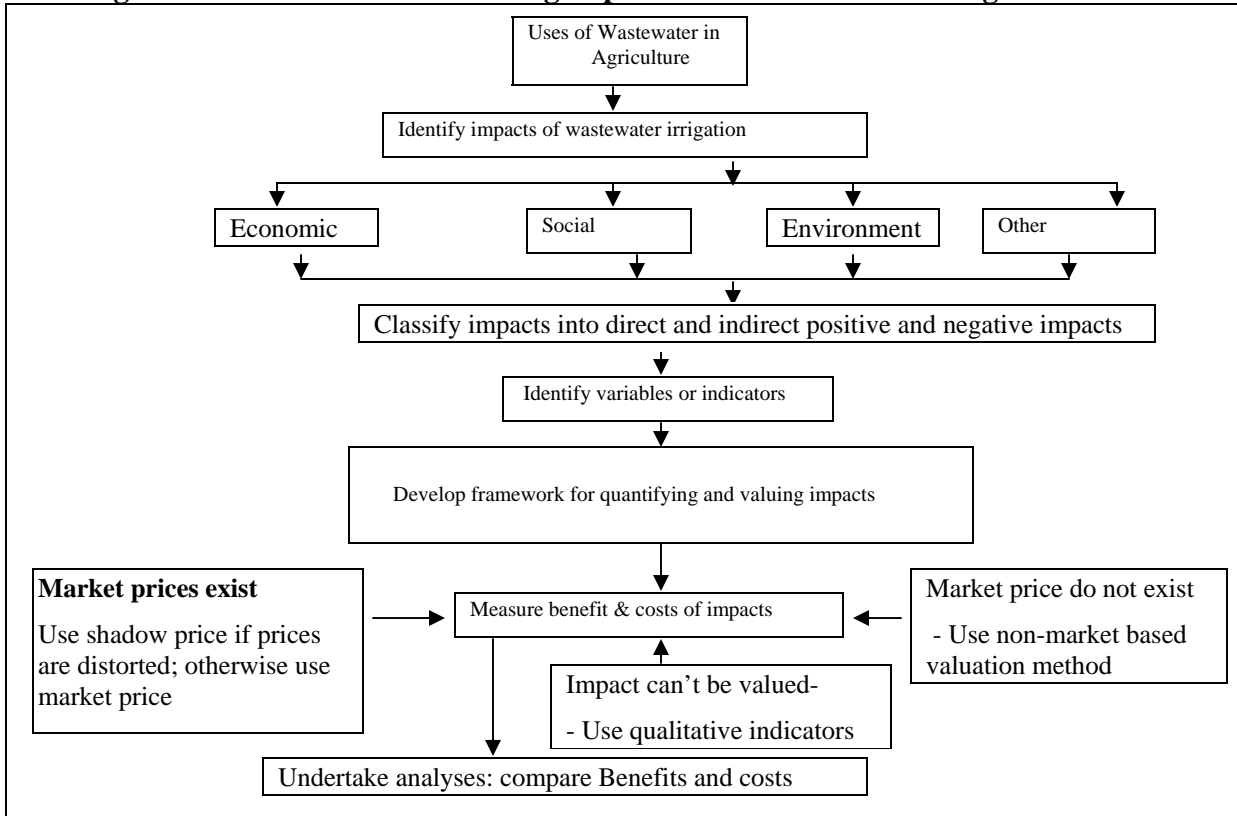 Uses of Wastewater in
Agriculture
Identify impacts of wastewater irrigation
Economic
Social
Environment
Other
Classify impacts into direct and indirect positive and negative impacts
Identify variables or indicators
Develop framework for quantifying and valuing impacts
Market prices exist
Use shadow price if prices
are distorted; otherwise use
market price
Measure benefit & costs of impacts
Market price do not exist
- Use non-market based
valuation method
Impact can’t be valued-
- Use qualitative indicators
Undertake analyses: compare Benefits and costs